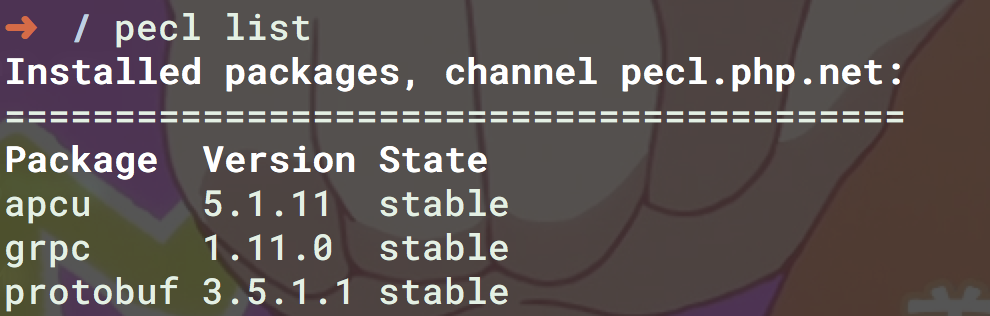 ➜ / pecl list
Installed packages, channel pecl.php.net:
=========================================
Package Version State
apcu 5.1.11 stable
grpc 1.11.0 stable
protobuf 3.5.1.1 stable